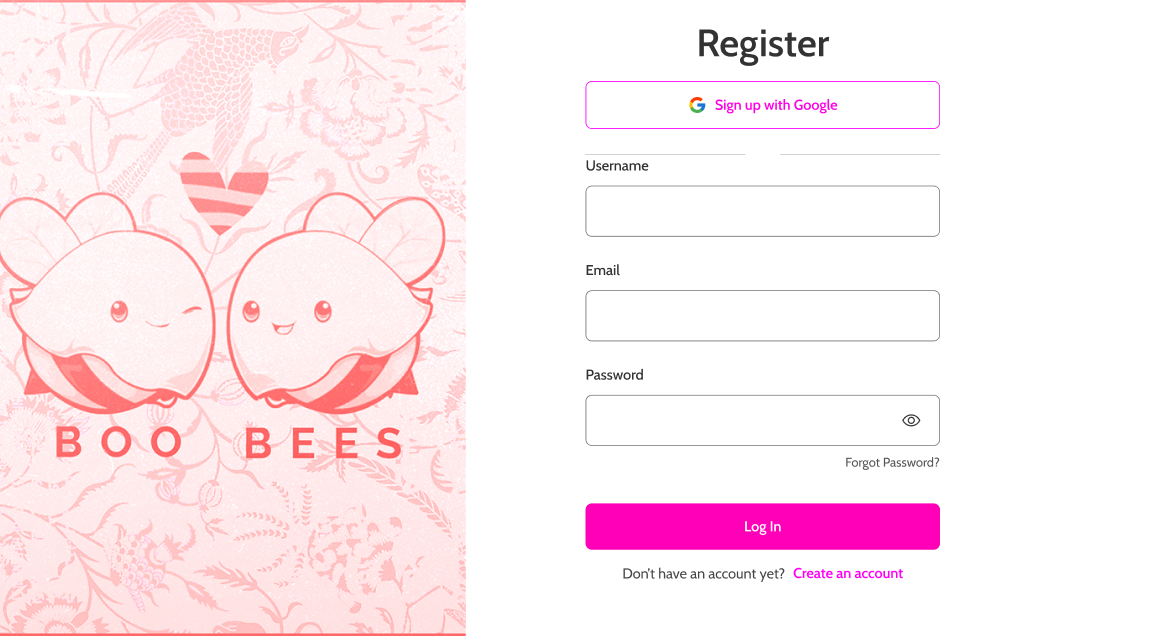 BOO BEES
Register
Sign up with Google
Username
Email
Password
Forgot Password?
Log In
Don't have an account yet? Create an account